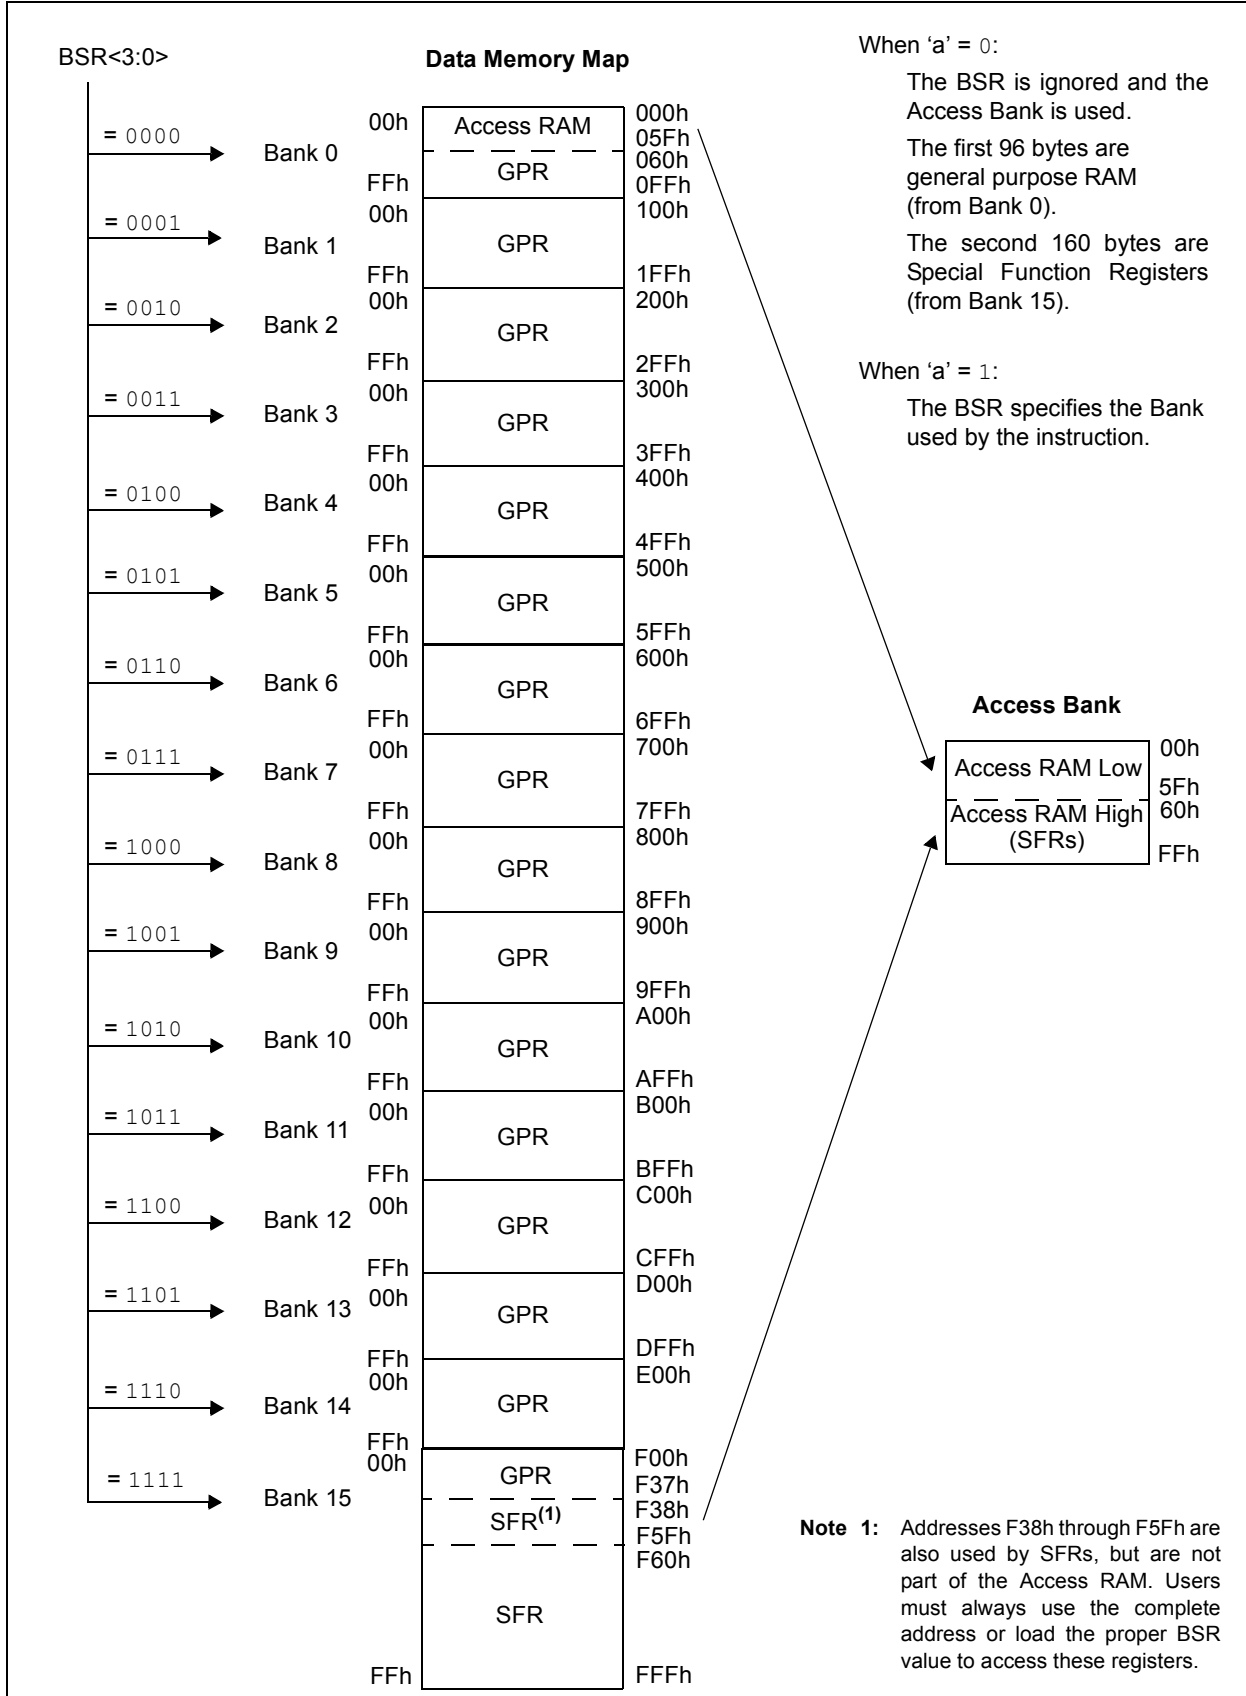 BSR<3:0>
Data Memory Map
When ‘a’ = 0:
The BSR is ignored and the
Access Bank is used.
The first 96 bytes are
general purpose RAM
(from Bank 0).
The second 160 bytes are
Special Function Registers
(from Bank 15).
When ‘a’ = 1:
The BSR specifies the Bank
used by the instruction.
= 0000
Bank 0
00h
Access RAM
000h
05Fh
060h
GPR
FFh
0FFh
= 0001
Bank 1
00h
GPR
100h
FFh
1FFh
= 0010
Bank 2
00h
GPR
200h
FFh
2FFh
= 0011
Bank 3
00h
GPR
300h
FFh
3FFh
= 0100
Bank 4
00h
GPR
400h
FFh
4FFh
= 0101
Bank 5
00h
GPR
500h
FFh
5FFh
= 0110
Bank 6
00h
GPR
600h
FFh
6FFh
= 0111
Bank 7
00h
GPR
700h
FFh
7FFh
= 1000
Bank 8
00h
GPR
800h
FFh
8FFh
= 1001
Bank 9
00h
GPR
900h
FFh
9FFh
= 1010
Bank 10
00h
GPR
A00h
FFh
AFFh
= 1011
Bank 11
00h
GPR
B00h
FFh
BFFh
= 1100
Bank 12
00h
GPR
C00h
FFh
CFFh
= 1101
Bank 13
00h
GPR
D00h
FFh
DFFh
= 1110
Bank 14
00h
GPR
E00h
FFh
= 1111
Bank 15
00h
GPR
F00h
F37h
SFR(1)
F38h
F5Fh
F60h
SFR
FFh
FFFh
Access Bank
Access RAM Low
00h
5Fh
Access RAM High
(SFRs)
60h
FFh
Note 1: Addresses F38h through F5Fh are
also used by SFRs, but are not
part of the Access RAM. Users
must always use the complete
address or load the proper BSR
value to access these registers.